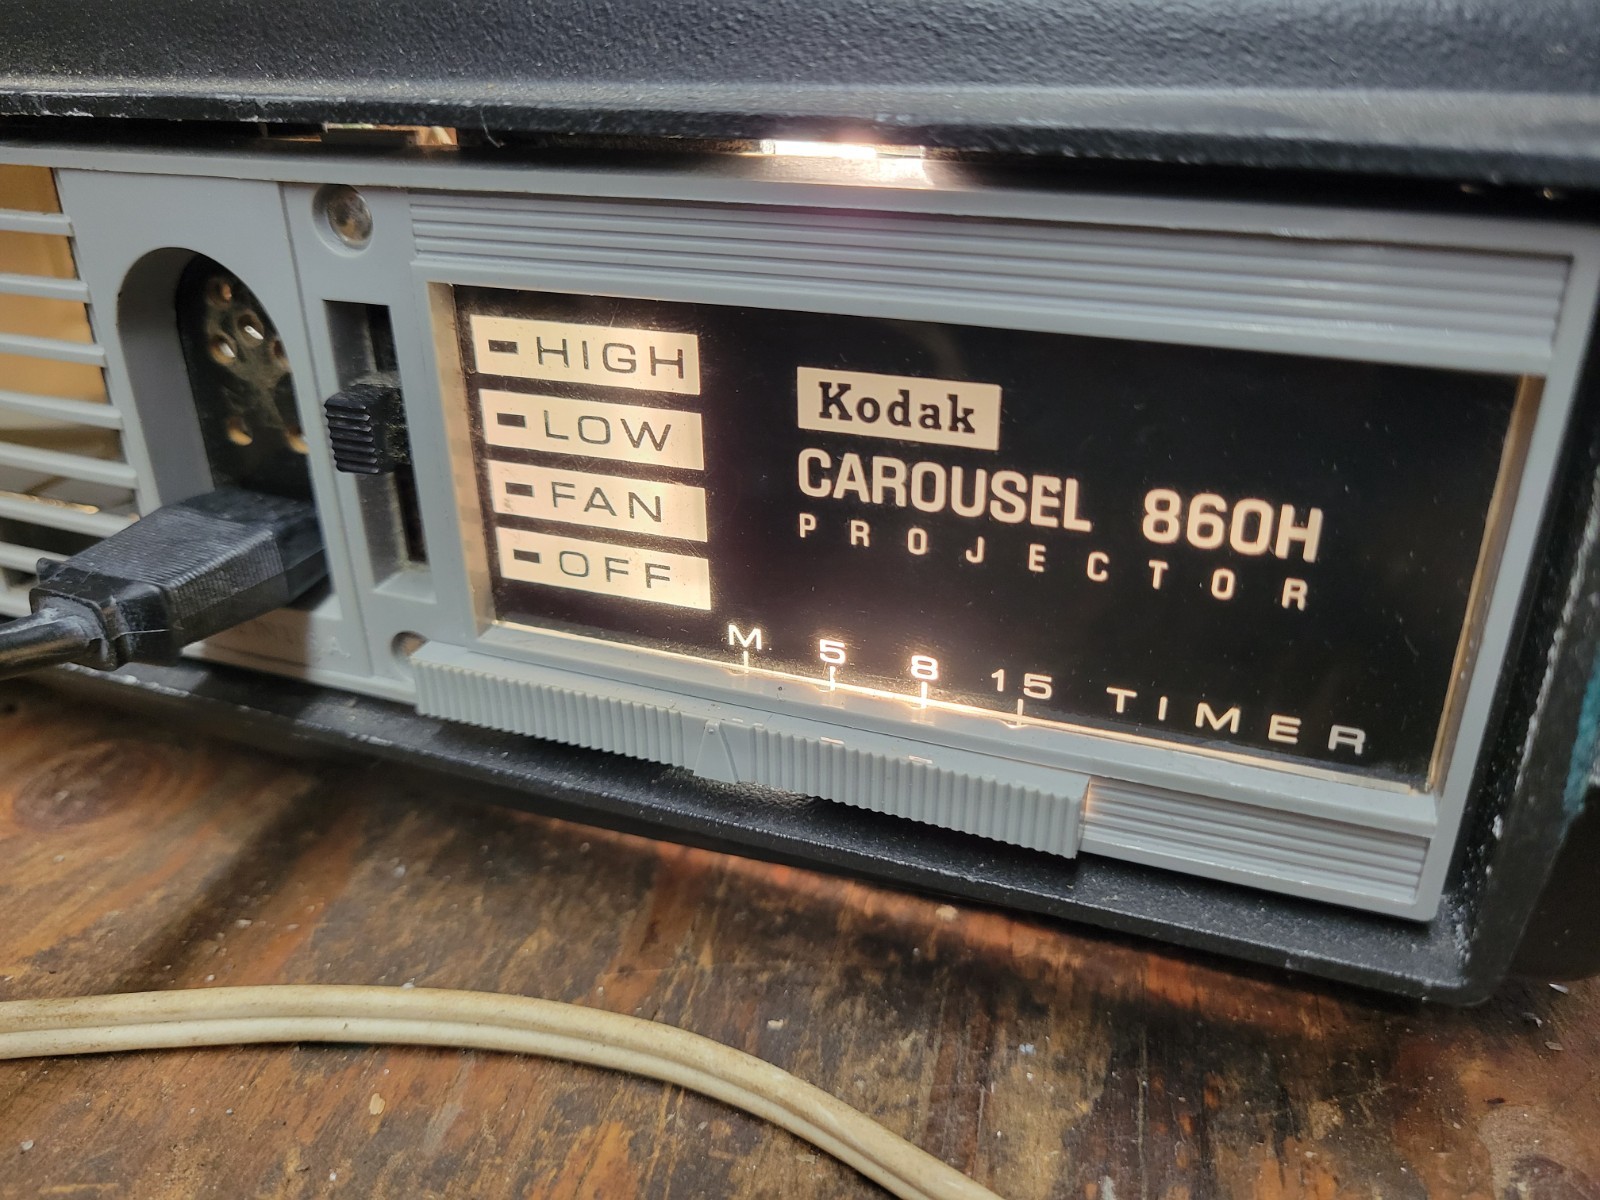 HIGH
LOW
FAN
OFF
Kodak
CAROUSEL 860H
PROJECTOR
M 5 8 15 TIMER